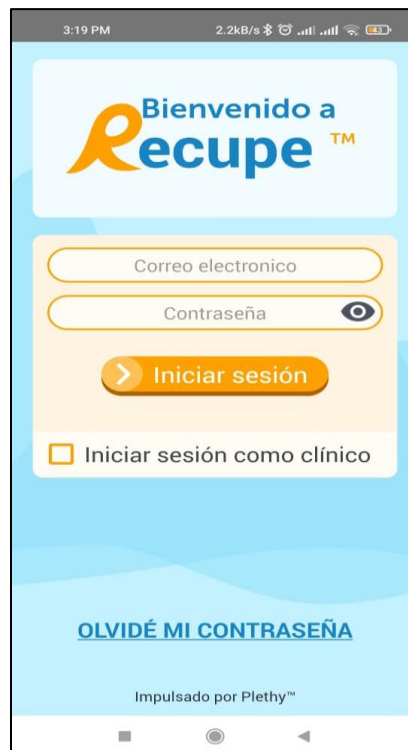 3:19 PM 2.2kB/s 43
Bienvenido a
Recupe ™
Correo electronico
Contraseña
Iniciar sesión
Iniciar sesión como clínico
OLVIDÉ MI CONTRASEÑA
Impulsado por Plethy™